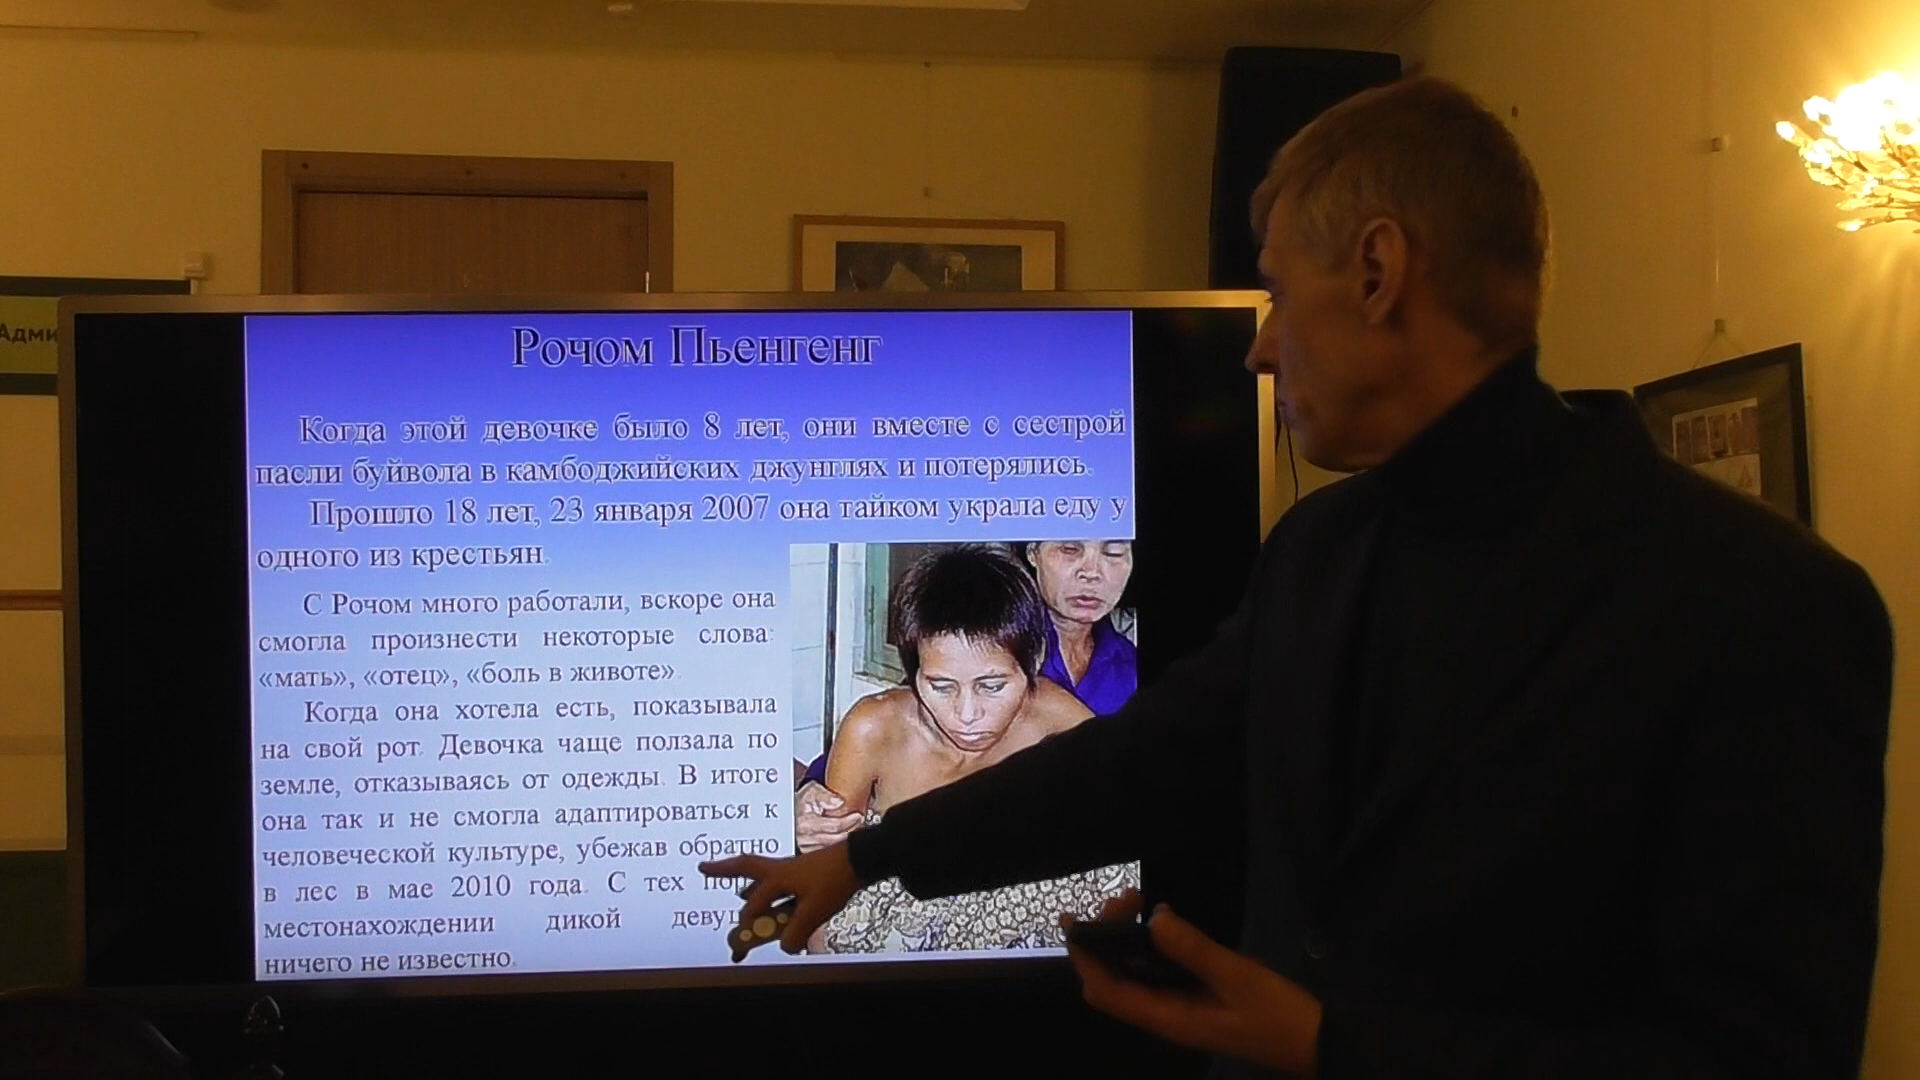 Адми
Рочом Пьенгенг
Когда этой девочке было 8 лет, они вместе с сестрой
пасли буйвола в камбоджийских джунглях и потерялись.
Прошло 18 лет, 23 января 2007 она тайком украла еду у
одного из крестьян.
С Рочом много работали, вскоре она
смогла произнести некоторые слова:
«мать», «отец», «боль в животе».
Когда она хотела есть, показывала
на свой рот. Девочка чаще ползала по
земле, отказываясь от одежды. В итоге
она так и не смогла адаптироваться к
человеческой культуре, убежав обратно
в лес в мае 2010 года. С тех пор
местонахождении дикой деву
ничего не известно.